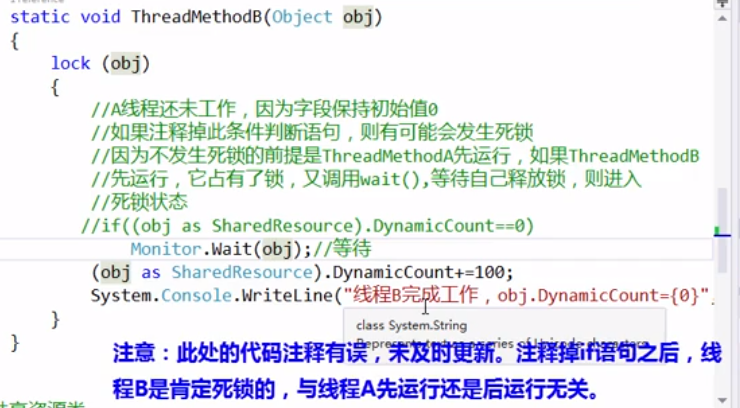 static void ThreadMethodB(Object obj)
{
lock (obj)
{
//A线程还未工作，因为字段保持初始值0
//如果注释掉此条件判断语句，则有可能会发生死锁
//因为不发生死锁的前提是ThreadMethodA先运行，如果ThreadMethodB
//先运行，它占有了锁，又调用wait(),等待自己释放锁，则进入
//死锁状态
//if((obj as SharedResource).DynamicCount==0)
Monitor.Wait(obj);//等待
(obj as SharedResource).DynamicCount+=100;
System.Console.WriteLine("线程B完成工作，obj.DynamicCount={0}"
class System.String
Represents text as a series of Unicode characters.
}
}
注意：此处的代码注释有误，未及时更新。注释掉if语句之后，线
程B是肯定死锁的，与线程A先运行还是后运行无关。